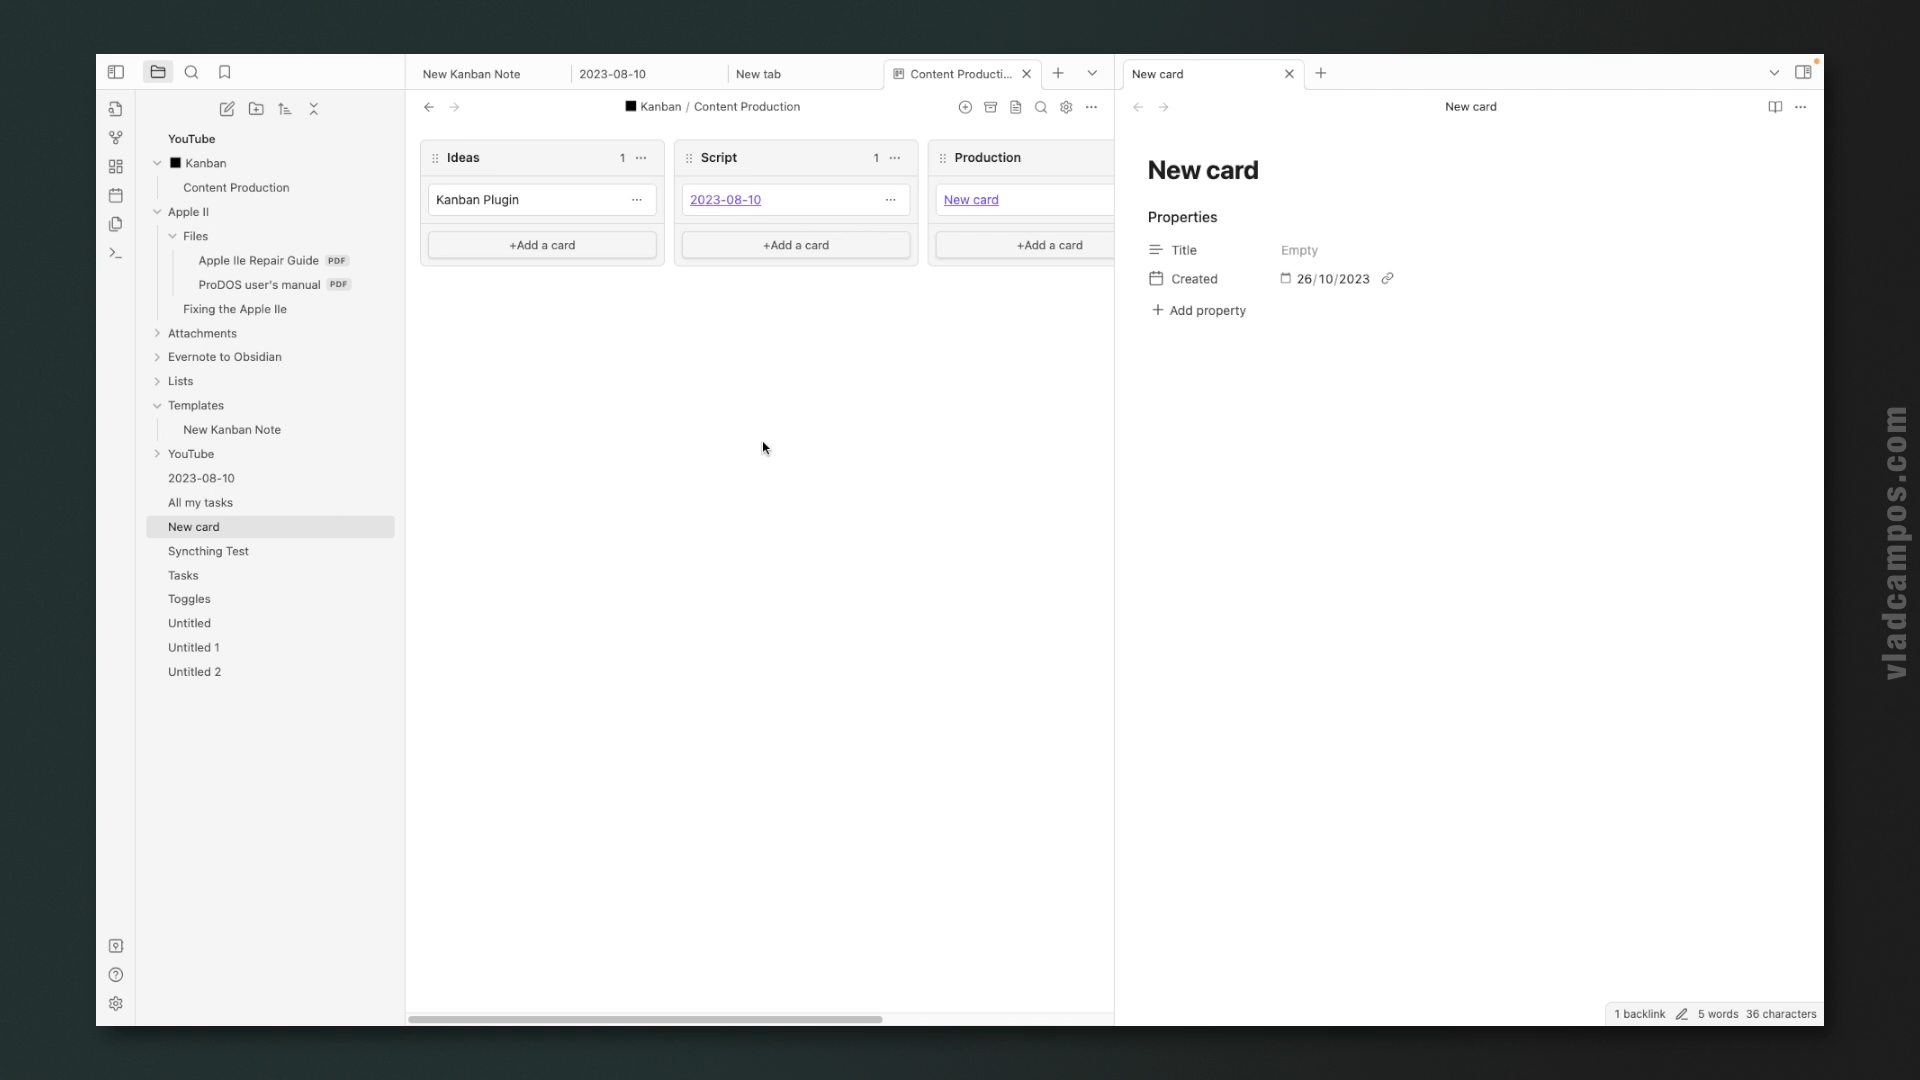 New Kanban Note
2023-08-10
New tab
Content Producti...
New card
Kanban / Content Production
New card
YouTube
Kanban
Content Production
Apple II
Files
Apple IIe Repair Guide PDF
ProDOS user's manual PDF
Fixing the Apple IIe
Attachments
Evernote to Obsidian
Lists
Templates
New Kanban Note
YouTube
2023-08-10
All my tasks
New card
Syncthing Test
Tasks
Toggles
Untitled
Untitled 1
Untitled 2
Ideas 1
Kanban Plugin
+Add a card
Script 1
2023-08-10
+Add a card
Production
New card
+Add a card
New card
Properties
Title Empty
Created 26/10/2023
Add property
1 backlink 5 words 36 characters
vladcampos.com